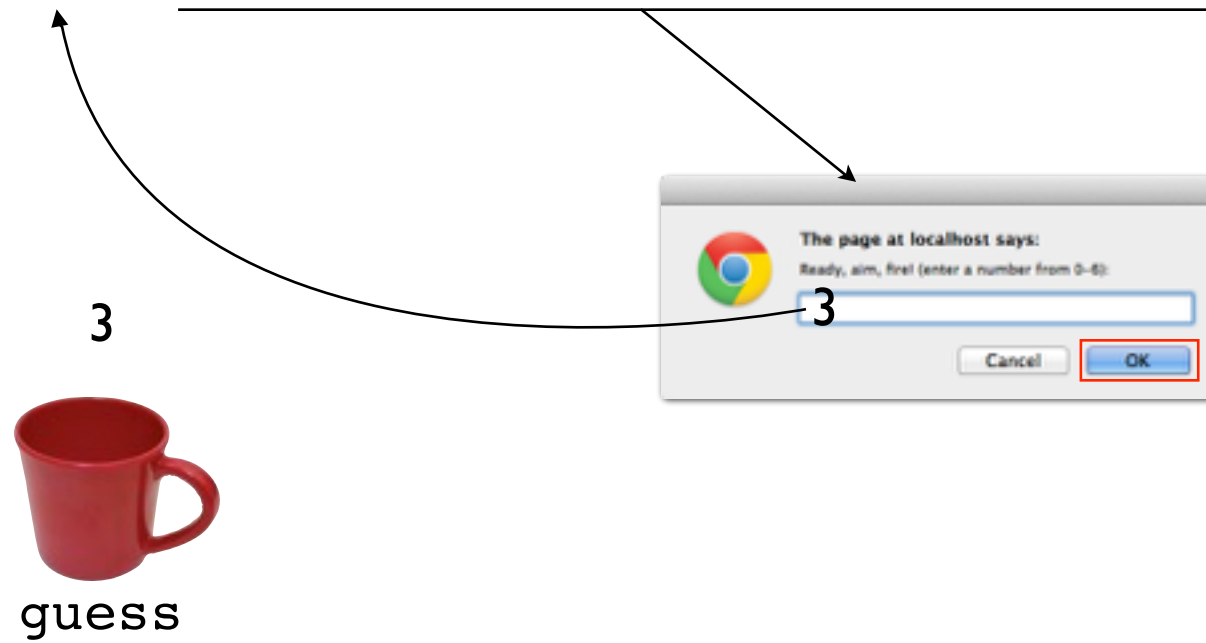 The page at localhost says:
Ready, aim, fire! (enter a number from 0-6):
3
3
Cancel
OK
guess